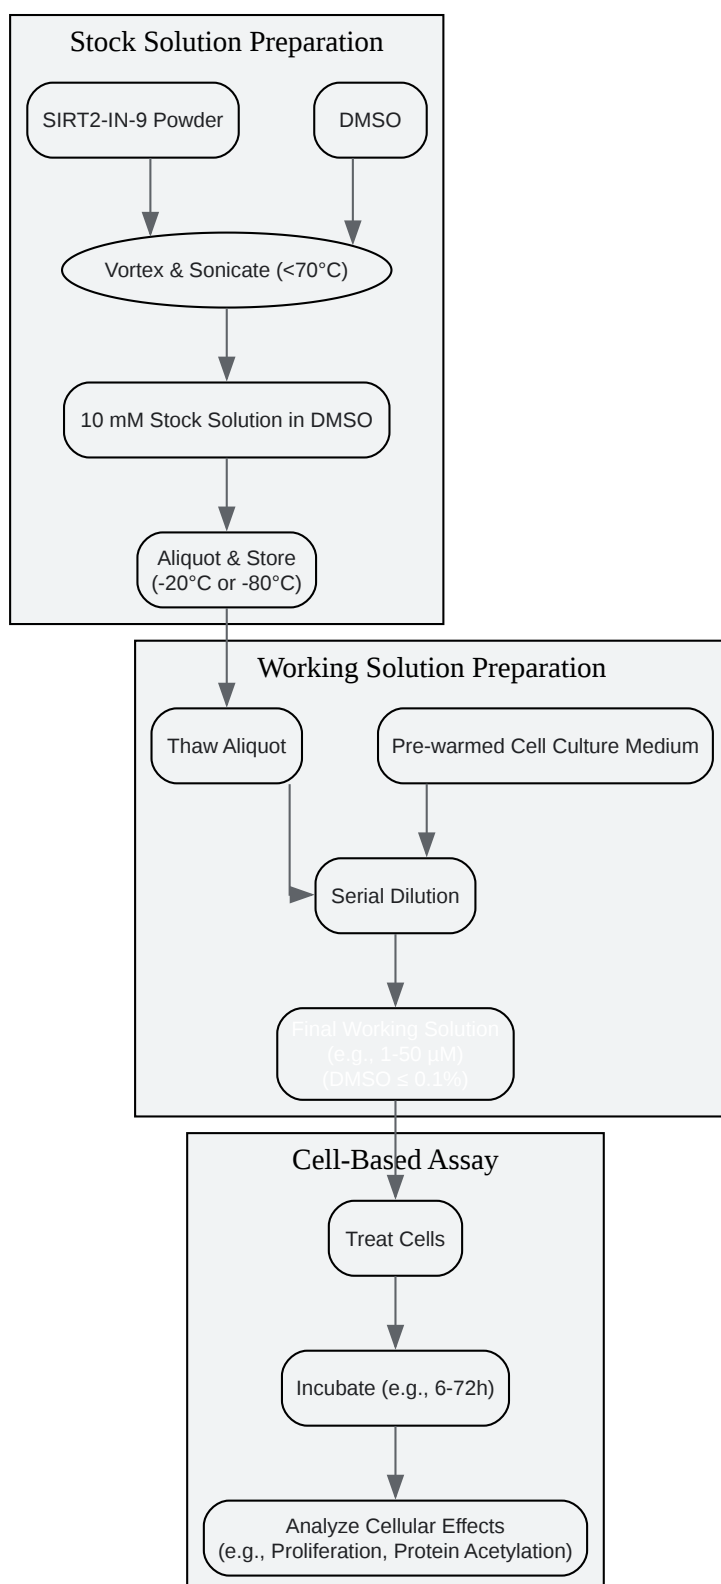 Stock Solution Preparation
SIRT2-IN-9 Powder
DMSO
Vortex & Sonicate (<70°C)
10 mM Stock Solution in DMSO
Aliquot & Store
(-20°C or -80°C)
Working Solution Preparation
Thaw Aliquot
Pre-warmed Cell Culture Medium
Serial Dilution
Final Working Solution
(e.g., 1-50 µM)
(DMSO ≤ 0.1%)
Cell-Based Assay
Treat Cells
Incubate (e.g., 6-72h)
Analyze Cellular Effects
(e.g., Proliferation, Protein Acetylation)